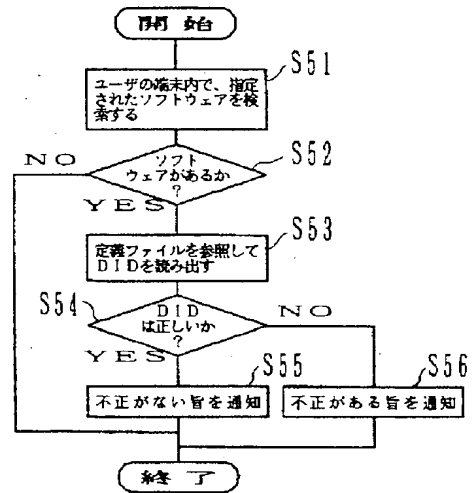 開 始
S51
ユーザの端末内で、指定
されたソフトウェアを検
索する
NO
S52
ソフト
ウェアがあるか
?
YES
S53
定義ファイルを参照して
DIDを読み出す
S54
DID
は正しいか
?
NO
YES
S55
不正がない旨を通知
S56
不正がある旨を通知
終 了